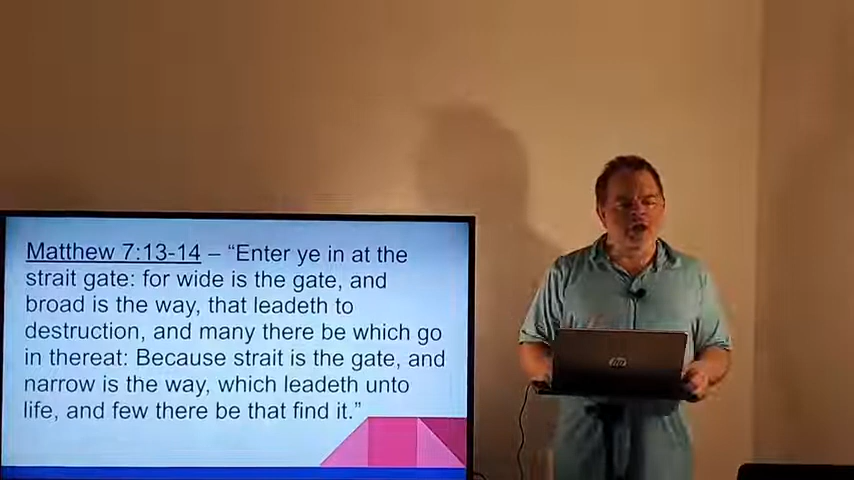 Matthew 7:13-14 – “Enter ye in at the
strait gate: for wide is the gate, and
broad is the way, that leadeth to
destruction, and many there be which go
in thereat: Because strait is the gate, and
narrow is the way, which leadeth unto
life, and few there be that find it.”
hp